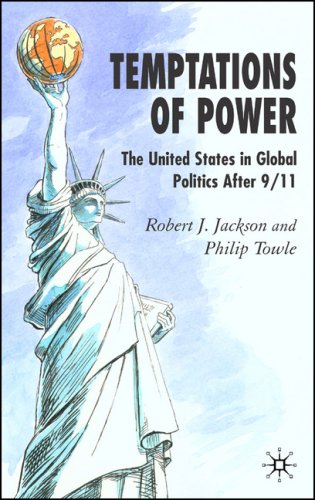 TEMPTATIONS
OF POWER
The United States in Global
Politics After 9/11
Robert J. Jackson and
Philip Towle